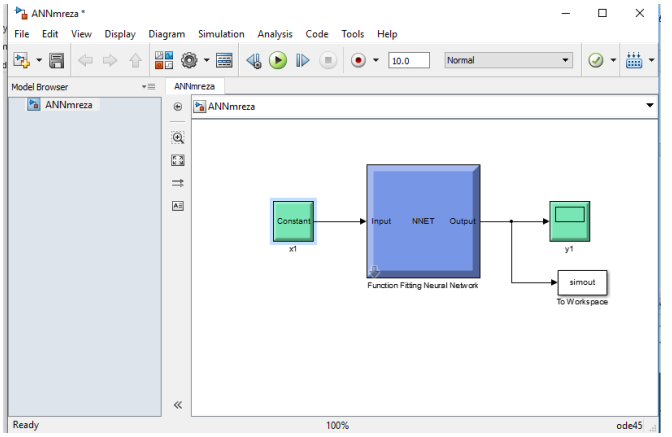 ANNmreza *
File Edit View Display Diagram Simulation Analysis Code Tools Help
10.0 Normal
Model Browser
ANNmreza
ANNmreza
ANNmreza
Constant
x1
Input NNET Output
Function Fitting Neural Network
y1
simout
To Workspace
Ready 100% ode45